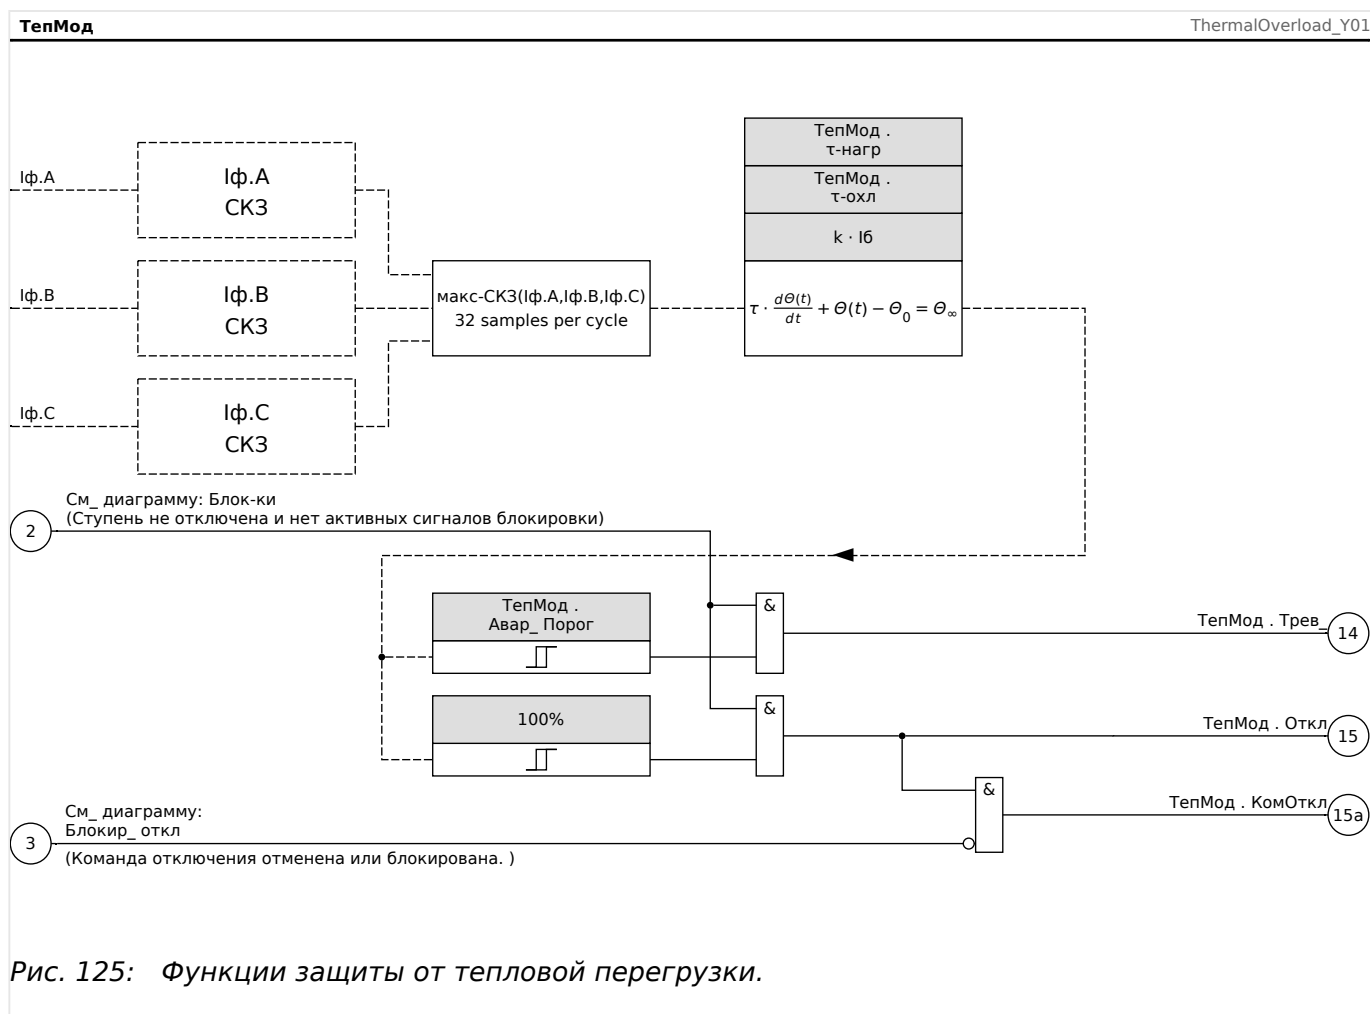 ТепМод
ThermalOverload_Y01
ТепМод .
τ-нагр
ТепМод .
τ-охл
k · Iб
Iф.A
Iф.A
СКЗ
Iф.B
Iф.B
СКЗ
макс-СКЗ(Iф.A,Iф.B,Iф.C)
32 samples per cycle
τ · dΘ(t)/dt + Θ(t) − Θ₀ = Θ∞
Iф.C
Iф.C
СКЗ
2
См_ диаграмму: Блок-ки
(Ступень не отключена и нет активных сигналов блокировки)
ТепМод .
Авар_ Порог
&
ТепМод . Трев_
14
100%
&
ТепМод . Откл
15
&
ТепМод . КомОткл
15a
3
См_ диаграмму:
Блокир_ откл
(Команда отключения отменена или блокирована. )
Рис. 125: Функции защиты от тепловой перегрузки.